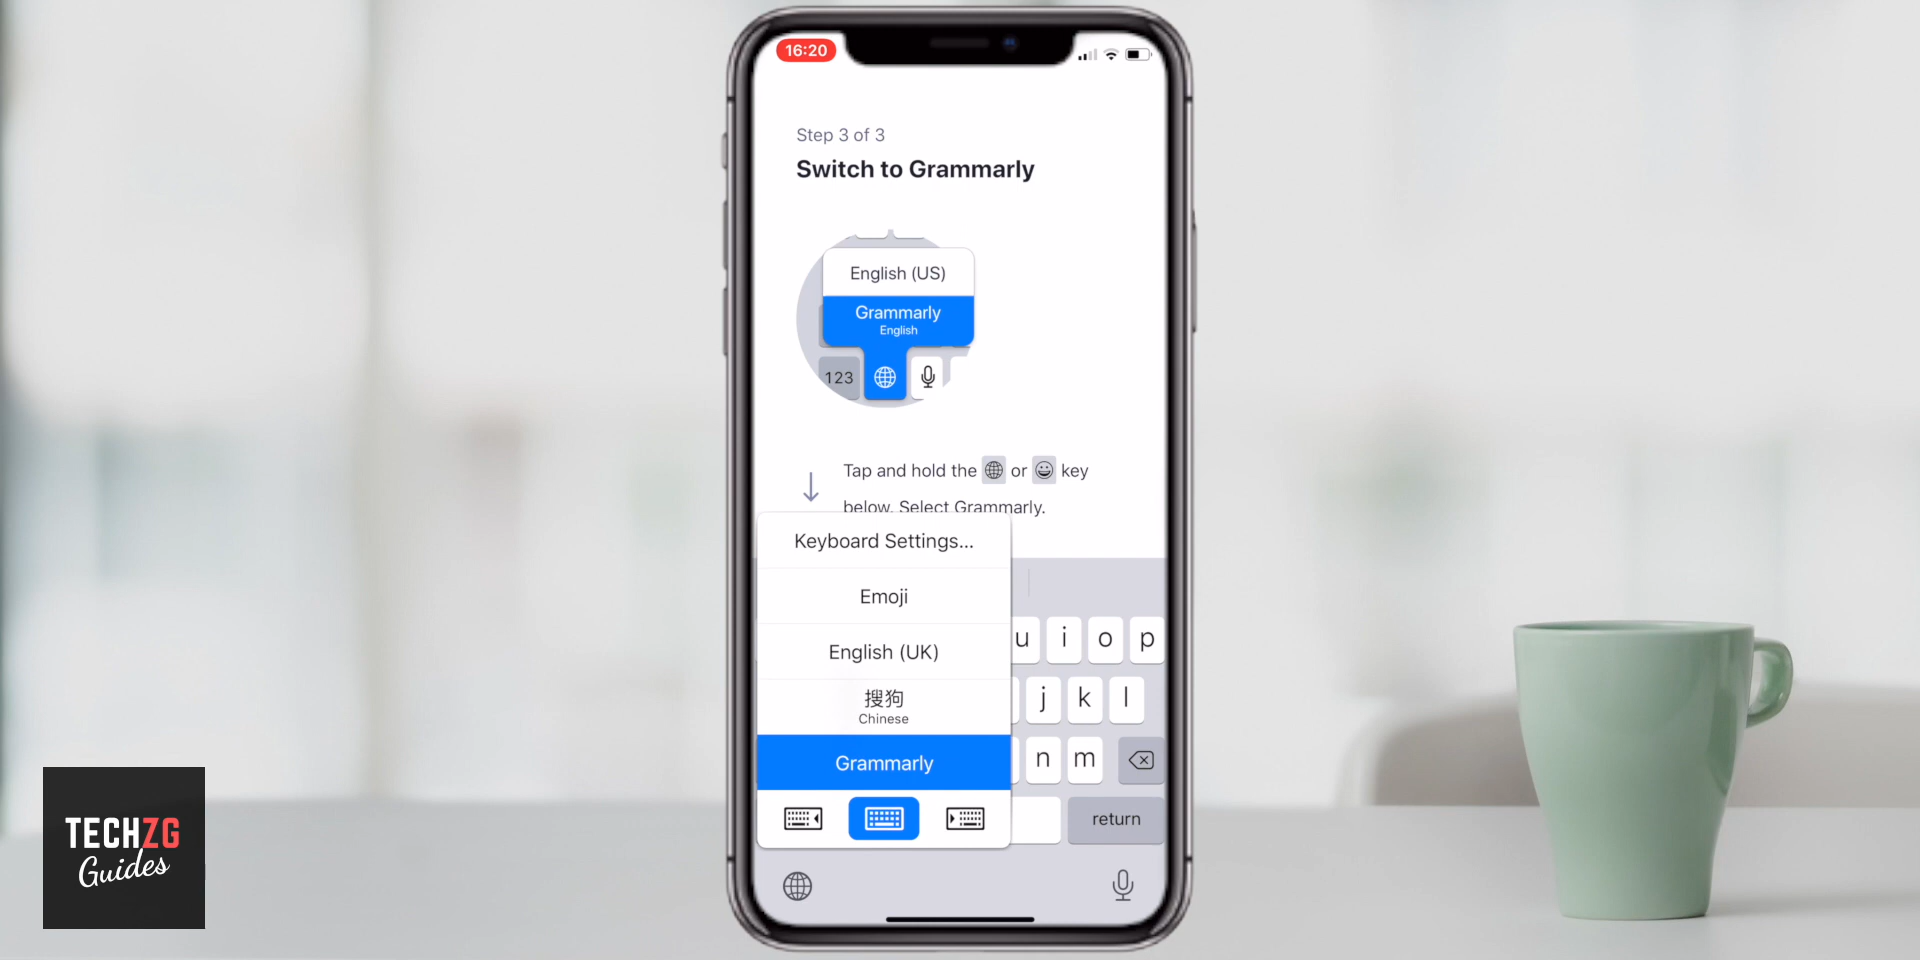 16:20
Step 3 of 3
Switch to Grammarly
English (US)
Grammarly
English
123
Tap and hold the or key
below. Select Grammarly.
Keyboard Settings...
Emoji
English (UK)
搜狗
Chinese
Grammarly
u i o p
j k l
n m
return
TECHZG
Guides